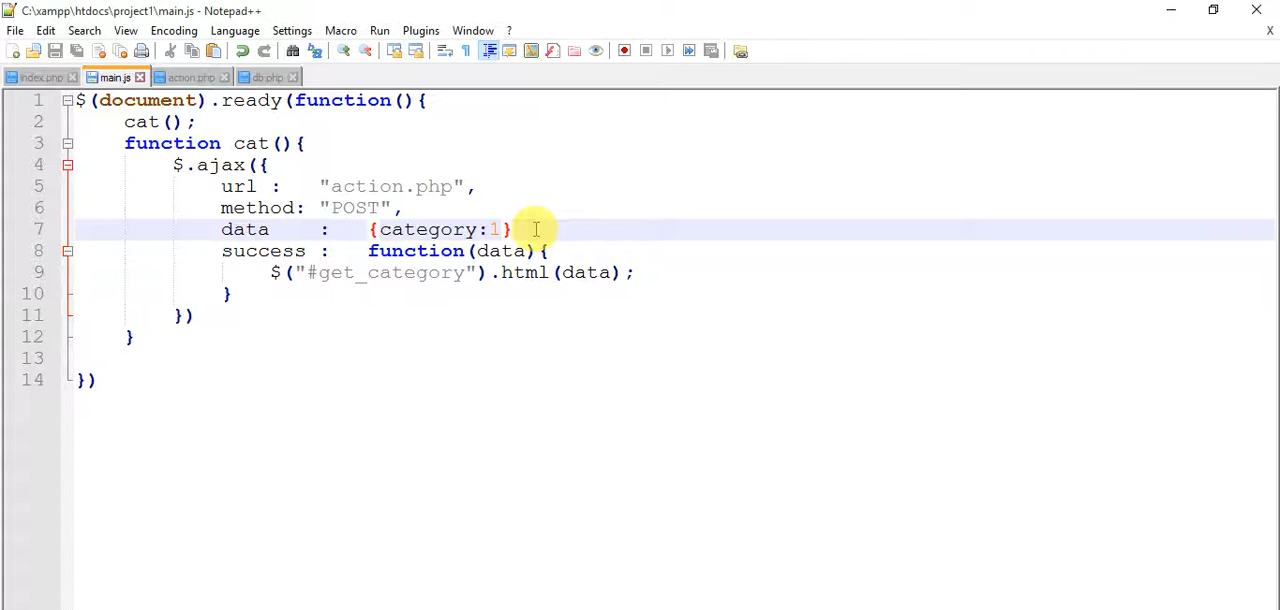 C:\xampp\htdocs\project1\main.js - Notepad++
File Edit Search View Encoding Language Settings Macro Run Plugins Window ? X
index.php main.js action.php db.php
1 $(document).ready(function(){
2 cat();
3 function cat(){
4 $.ajax({
5 url : "action.php",
6 method: "POST",
7 data : {category:1}
8 success : function(data){
9 $("#get_category").html(data);
10 }
11 })
12 }
13
14 })